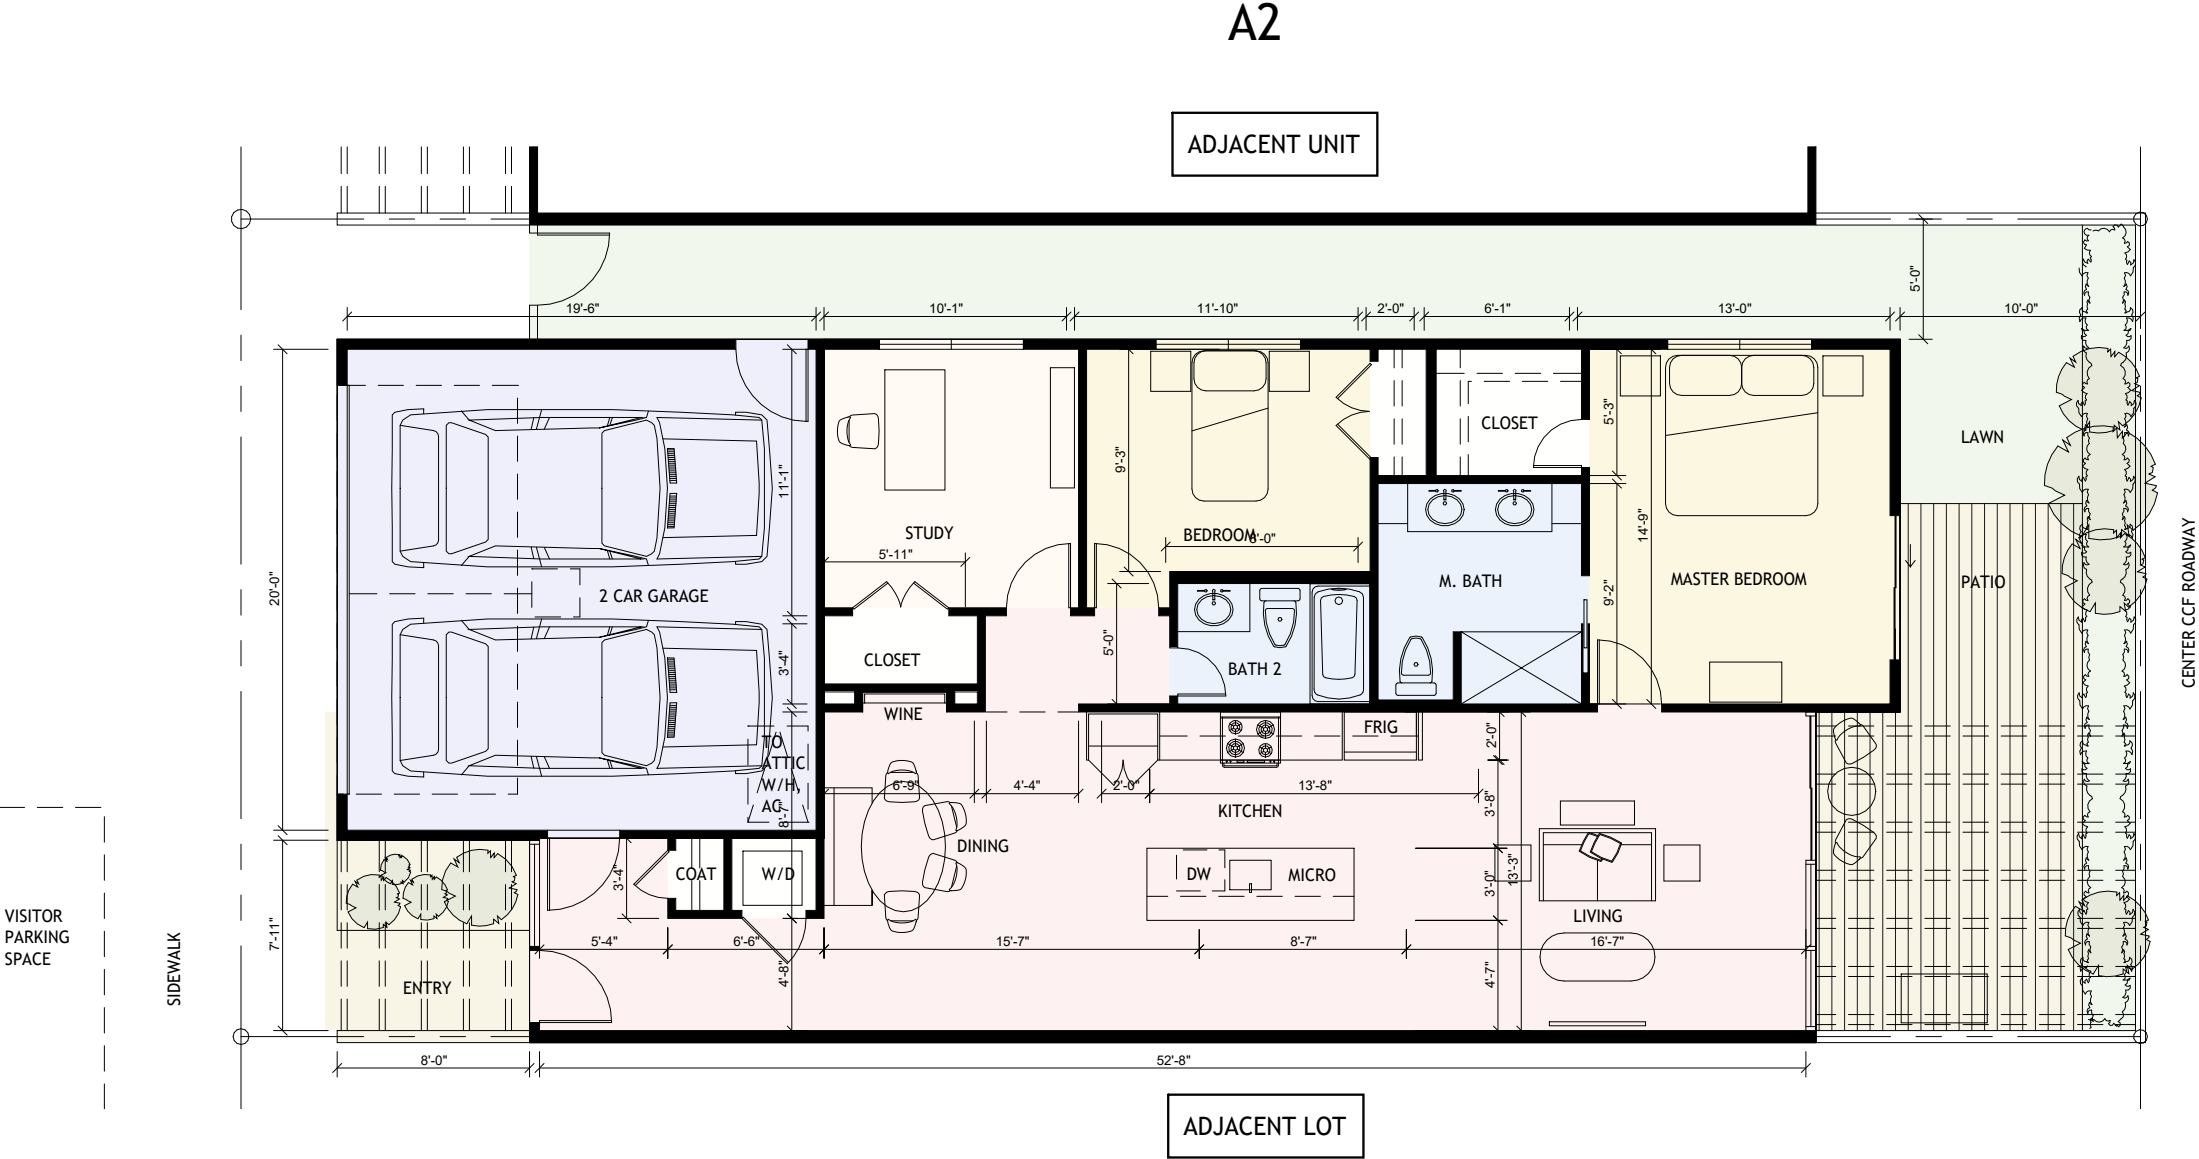 A2
ADJACENT UNIT
5'-0"
19'-6"
10'-1"
11'-10"
2'-0"
6'-1"
13'-0"
10'-0"
20'-0"
11'-1"
9'-3"
5'-3"
14'-9"
CLOSET
LAWN
STUDY
5'-11"
BEDROOM
8'-0"
M. BATH
MASTER BEDROOM
9'-2"
PATIO
2 CAR GARAGE
CENTER CCF ROADWAY
3'-4"
CLOSET
5'-0"
BATH 2
WINE
FRIG
TO
ATTIC
W/H,
AC
8'-7"
2'-0"
6'-9"
4'-4"
2'-0"
13'-8"
3'-8"
KITCHEN
DINING
COAT
W/D
3'-4"
DW
MICRO
3'-0"
13'-3"
LIVING
VISITOR
PARKING
SPACE
SIDEWALK
7'-11"
5'-4"
6'-6"
15'-7"
8'-7"
16'-7"
4'-8"
4'-7"
ENTRY
8'-0"
52'-8"
ADJACENT LOT